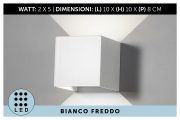 WATT: 2 X 5 | DIMENSIONI: (L) 10 X (H) 10 X (P) 8 CM
LED
BIANCO FREDDO